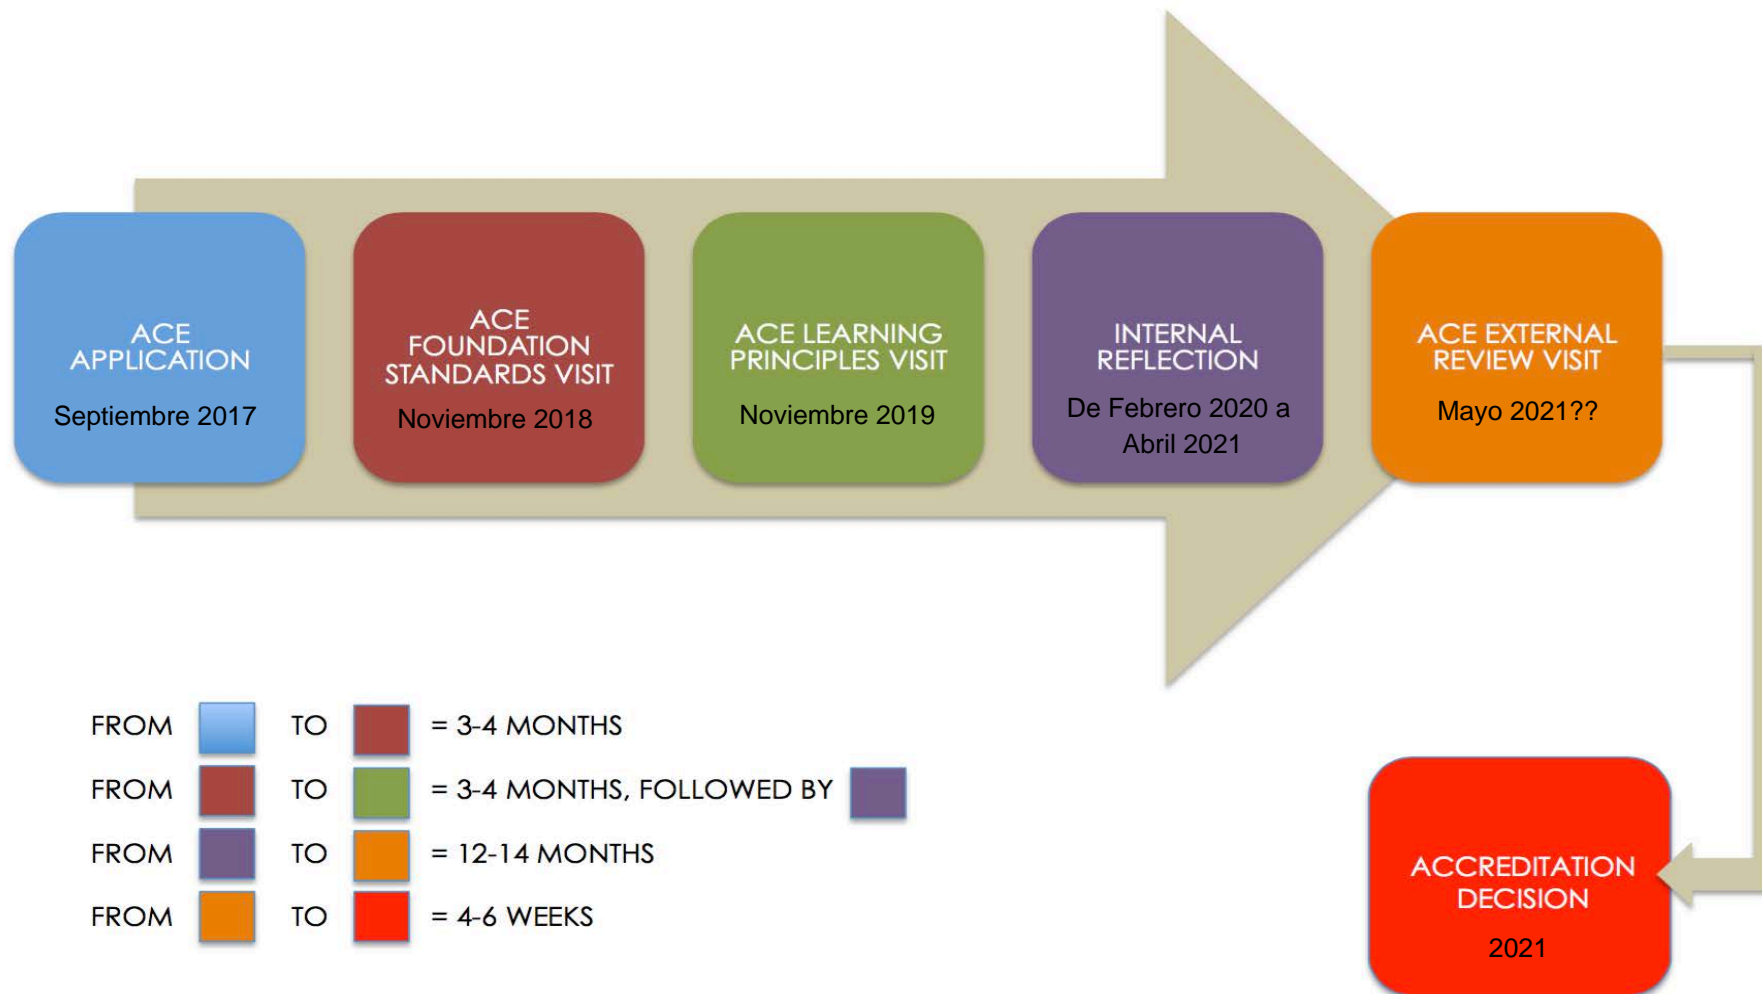 ACE
APPLICATION
Septiembre 2017
ACE
FOUNDATION
STANDARDS VISIT
Noviembre 2018
ACE LEARNING
PRINCIPLES VISIT
Noviembre 2019
INTERNAL
REFLECTION
De Febrero 2020 a
Abril 2021
ACE EXTERNAL
REVIEW VISIT
Mayo 2021??
FROM TO = 3-4 MONTHS
FROM TO = 3-4 MONTHS, FOLLOWED BY
FROM TO = 12-14 MONTHS
FROM TO = 4-6 WEEKS
ACCREDITATION
DECISION
2021